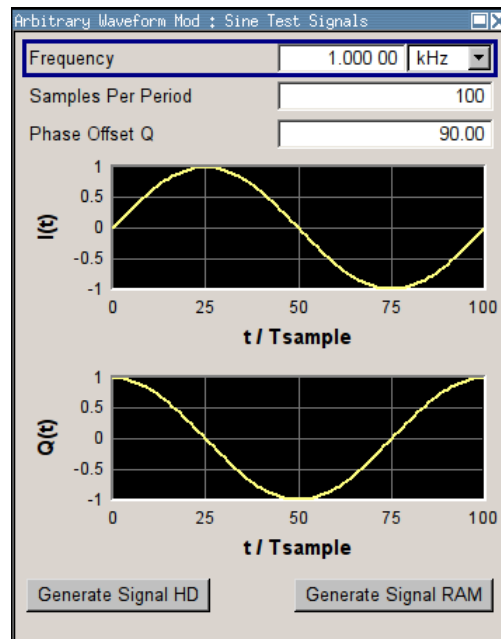 Arbitrary Waveform Mod : Sine Test Signals
Frequency 1.000 00 kHz
Samples Per Period 100
Phase Offset Q 90.00
1
0.5
0
-0.5
-1
I(t)
0 25 50 75 100
t / Tsample
1
0.5
0
-0.5
-1
Q(t)
0 25 50 75 100
t / Tsample
Generate Signal HD Generate Signal RAM